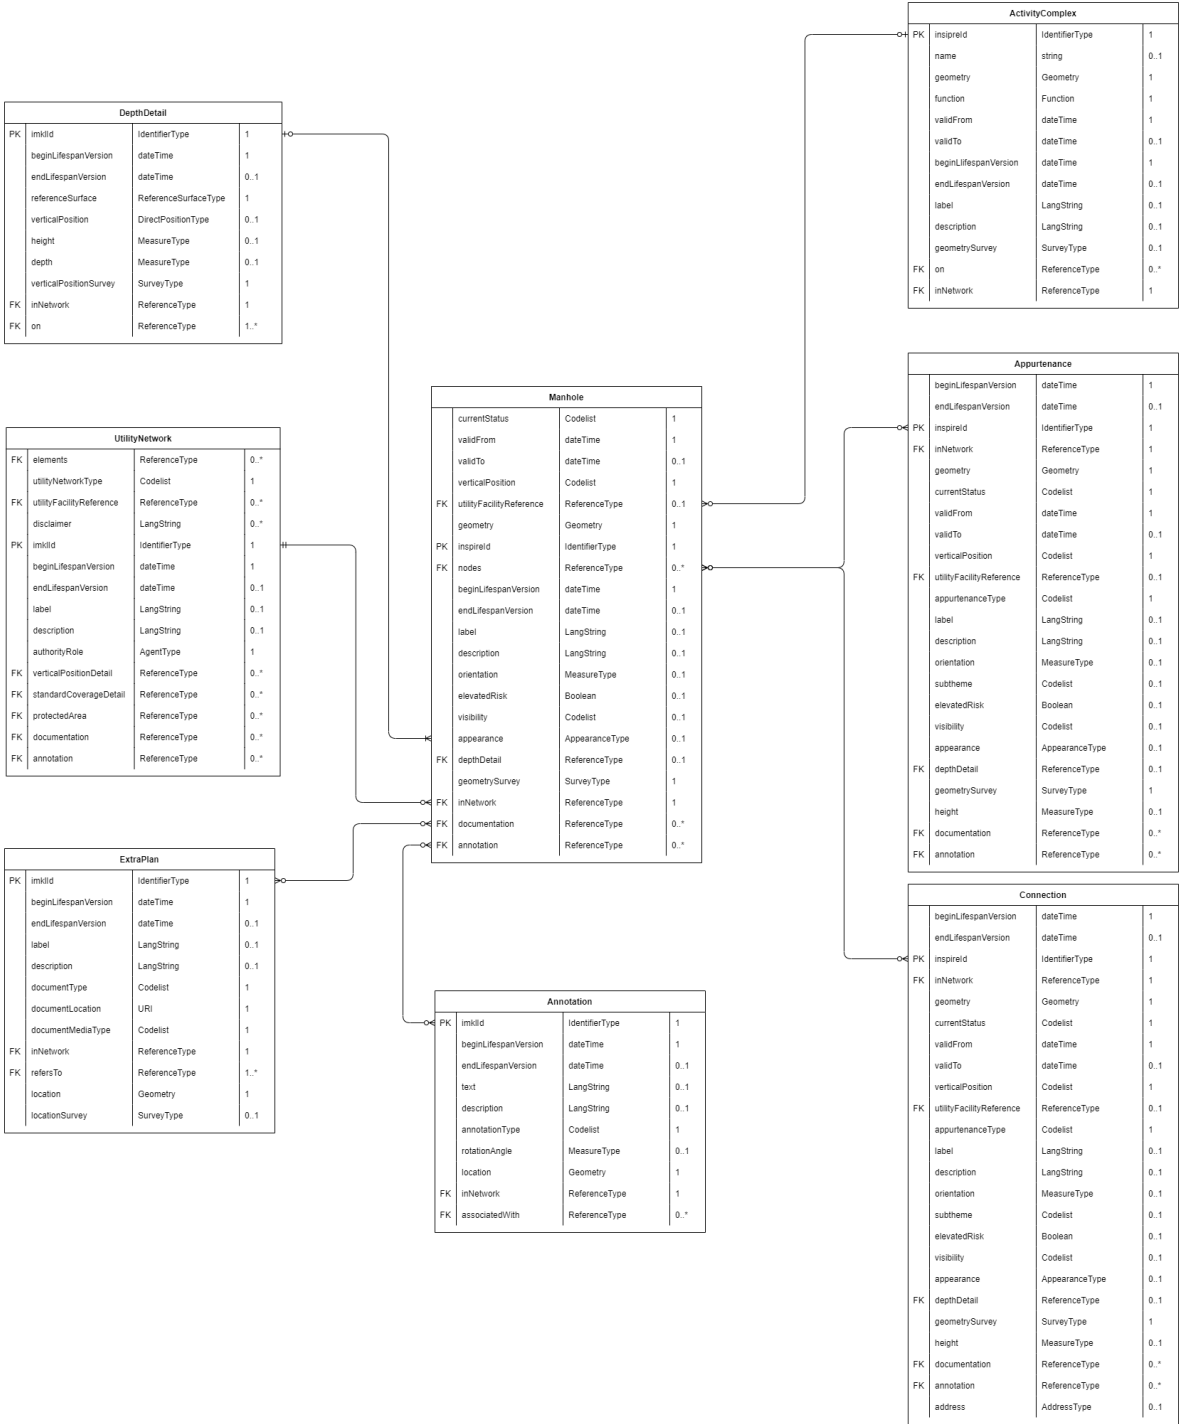 ActivityComplex
PK insipreId IdentifierType 1
name string 0..1
geometry Geometry 1
function Function 1
validFrom dateTime 1
validTo dateTime 0..1
beginLlifespanVersion dateTime 1
endLifespanVersion dateTime 0..1
label LangString 0..1
description LangString 0..1
geometrySurvey SurveyType 0..1
FK on ReferenceType 0..*
FK inNetwork ReferenceType 1
DepthDetail
PK imklId IdentifierType 1
beginLifespanVersion dateTime 1
endLifespanVersion dateTime 0..1
referenceSurface ReferenceSurfaceType 1
verticalPosition DirectPositionType 0..1
height MeasureType 0..1
depth MeasureType 0..1
verticalPositionSurvey SurveyType 1
FK inNetwork ReferenceType 1
FK on ReferenceType 1..*
Appurtenance
beginLifespanVersion dateTime 1
endLifespanVersion dateTime 0..1
PK inspireId IdentifierType 1
FK inNetwork ReferenceType 1
geometry Geometry 1
currentStatus Codelist 1
validFrom dateTime 1
validTo dateTime 0..1
verticalPosition Codelist 1
FK utilityFacilityReference ReferenceType 0..1
appurtenanceType Codelist 1
label LangString 0..1
description LangString 0..1
orientation MeasureType 0..1
subtheme Codelist 0..1
elevatedRisk Boolean 0..1
visibility Codelist 0..1
appearance AppearanceType 0..1
FK depthDetail ReferenceType 0..1
geometrySurvey SurveyType 1
height MeasureType 0..1
FK documentation ReferenceType 0..*
FK annotation ReferenceType 0..*
Manhole
currentStatus Codelist 1
validFrom dateTime 1
validTo dateTime 0..1
verticalPosition Codelist 1
FK utilityFacilityReference ReferenceType 0..1
geometry Geometry 1
PK inspireId IdentifierType 1
FK nodes ReferenceType 0..*
beginLifespanVersion dateTime 1
endLifespanVersion dateTime 0..1
label LangString 0..1
description LangString 0..1
orientation MeasureType 0..1
elevatedRisk Boolean 0..1
visibility Codelist 0..1
appearance AppearanceType 0..1
FK depthDetail ReferenceType 0..1
geometrySurvey SurveyType 1
FK inNetwork ReferenceType 1
FK documentation ReferenceType 0..*
FK annotation ReferenceType 0..*
UtilityNetwork
FK elements ReferenceType 0..*
utilityNetworkType Codelist 1
FK utilityFacilityReference ReferenceType 0..*
disclaimer LangString 0..*
PK imklId IdentifierType 1
beginLifespanVersion dateTime 1
endLifespanVersion dateTime 0..1
label LangString 0..1
description LangString 0..1
authorityRole AgentType 1
FK verticalPositionDetail ReferenceType 0..*
FK standardCoverageDetail ReferenceType 0..*
FK protectedArea ReferenceType 0..*
FK documentation ReferenceType 0..*
FK annotation ReferenceType 0..*
ExtraPlan
PK imklId IdentifierType 1
beginLifespanVersion dateTime 1
endLifespanVersion dateTime 0..1
label LangString 0..1
description LangString 0..1
documentType Codelist 1
documentLocation URI 1
documentMediaType Codelist 1
FK inNetwork ReferenceType 1
FK refersTo ReferenceType 1..*
location Geometry 1
locationSurvey SurveyType 0..1
Connection
beginLifespanVersion dateTime 1
endLifespanVersion dateTime 0..1
PK inspireId IdentifierType 1
FK inNetwork ReferenceType 1
geometry Geometry 1
currentStatus Codelist 1
validFrom dateTime 1
validTo dateTime 0..1
verticalPosition Codelist 1
FK utilityFacilityReference ReferenceType 0..1
appurtenanceType Codelist 1
label LangString 0..1
description LangString 0..1
orientation MeasureType 0..1
subtheme Codelist 0..1
elevatedRisk Boolean 0..1
visibility Codelist 0..1
appearance AppearanceType 0..1
FK depthDetail ReferenceType 0..1
geometrySurvey SurveyType 1
height MeasureType 0..1
FK documentation ReferenceType 0..*
FK annotation ReferenceType 0..*
address AddressType 0..1
Annotation
PK imklId IdentifierType 1
beginLifespanVersion dateTime 1
endLifespanVersion dateTime 0..1
text LangString 0..1
description LangString 0..1
annotationType Codelist 1
rotationAngle MeasureType 0..1
location Geometry 1
FK inNetwork ReferenceType 1
FK associatedWith ReferenceType 0..*